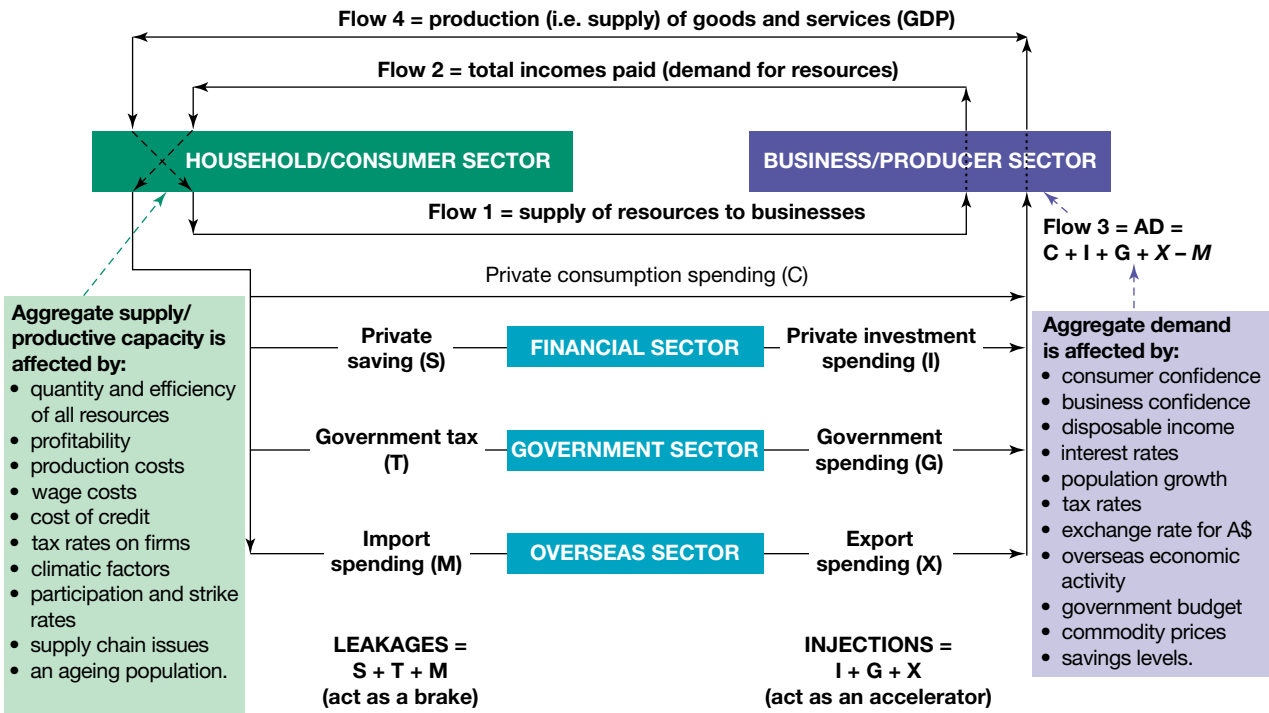 Flow 4 = production (i.e. supply) of goods and services (GDP)
Flow 2 = total incomes paid (demand for resources)
HOUSEHOLD/CONSUMER SECTOR
BUSINESS/PRODUCER SECTOR
Flow 1 = supply of resources to businesses
Flow 3 = AD =
C + I + G + X – M
Private consumption spending (C)
Aggregate supply/
productive capacity is
affected by:
• quantity and efficiency
of all resources
• profitability
• production costs
• wage costs
• cost of credit
• tax rates on firms
• climatic factors
• participation and strike
rates
• supply chain issues
• an ageing population.
Private
saving (S)
FINANCIAL SECTOR
Private investment
spending (I)
Government tax
(T)
GOVERNMENT SECTOR
Government
spending (G)
Import
spending (M)
OVERSEAS SECTOR
Export
spending (X)
LEAKAGES =
S + T + M
(act as a brake)
INJECTIONS =
I + G + X
(act as an accelerator)
Aggregate demand
is affected by:
• consumer confidence
• business confidence
• disposable income
• interest rates
• population growth
• tax rates
• exchange rate for A$
• overseas economic
activity
• government budget
• commodity prices
• savings levels.